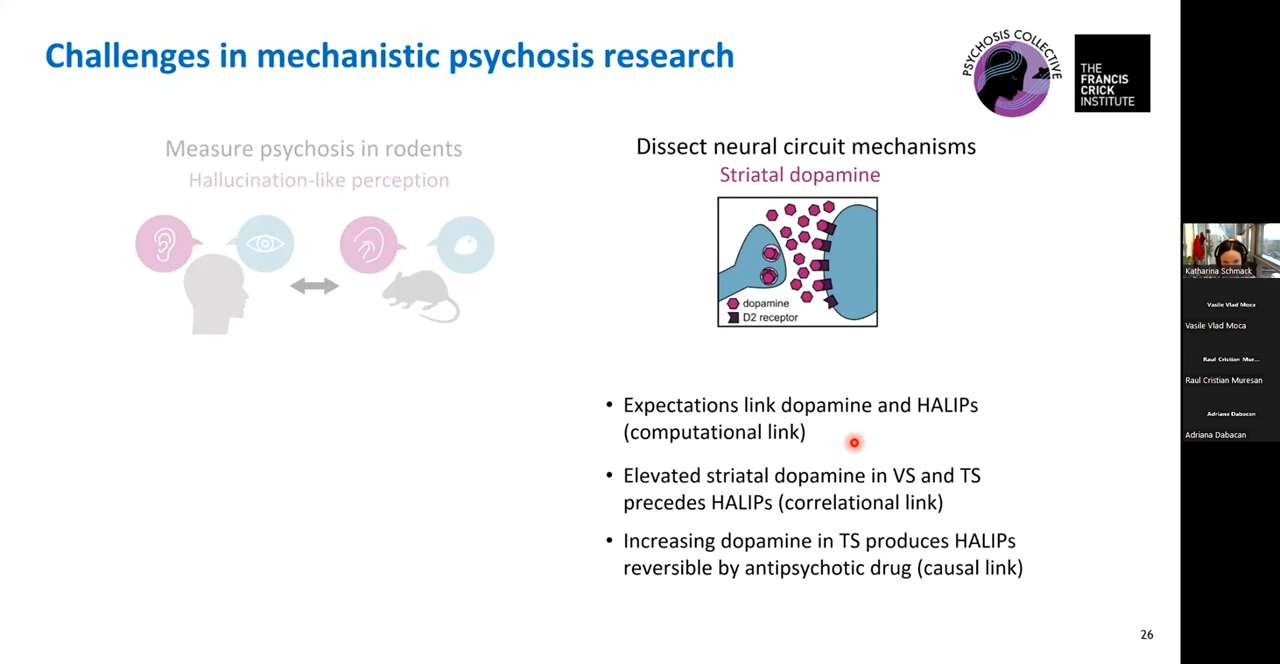 Challenges in mechanistic psychosis research
PSYCHOSIS COLLECTIVE
THE
FRANCIS
CRICK
INSTITUTE
Measure psychosis in rodents
Hallucination-like perception
Dissect neural circuit mechanisms
Striatal dopamine
dopamine
D2 receptor
• Expectations link dopamine and HALIPs
(computational link)
• Elevated striatal dopamine in VS and TS
precedes HALIPs (correlational link)
• Increasing dopamine in TS produces HALIPs
reversible by antipsychotic drug (causal link)
26
Katharina Schmack
Vasile Vlad Moca
Vasile Vlad Moca
Raul Cristian Mur...
Raul Cristian Muresan
Adriana Dabacan
Adriana Dabacan